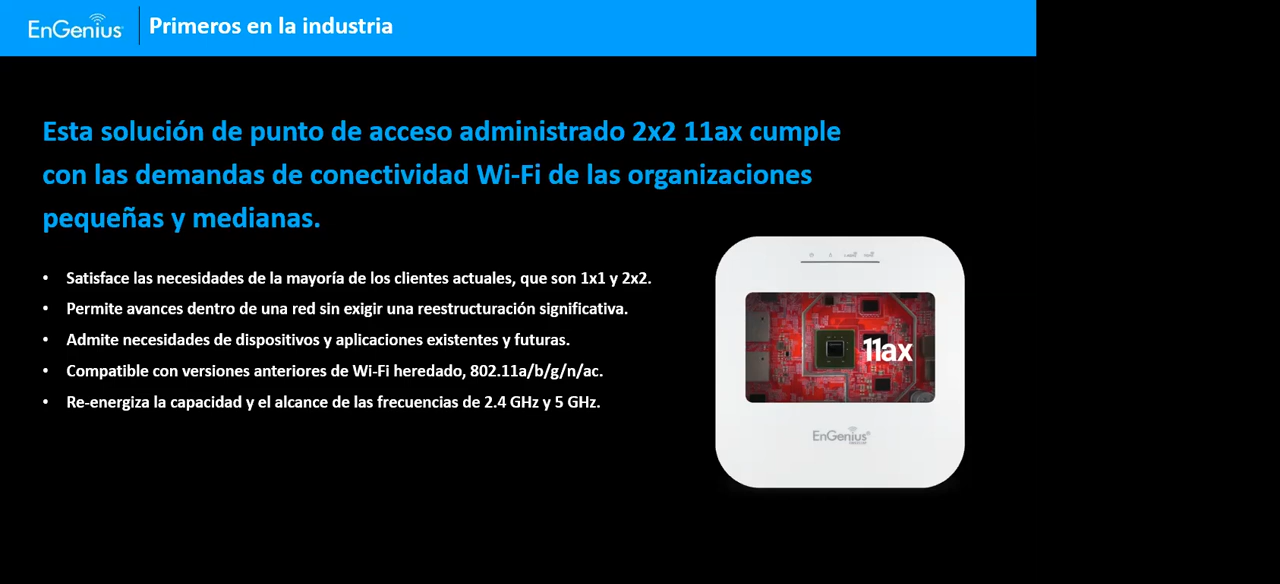 EnGenius
Primeros en la industria
Esta solución de punto de acceso administrado 2x2 11ax cumple
con las demandas de conectividad Wi-Fi de las organizaciones
pequeñas y medianas.
• Satisface las necesidades de la mayoría de los clientes actuales, que son 1x1 y 2x2.
• Permite avances dentro de una red sin exigir una reestructuración significativa.
• Admite necesidades de dispositivos y aplicaciones existentes y futuras.
• Compatible con versiones anteriores de Wi-Fi heredado, 802.11a/b/g/n/ac.
• Re-energiza la capacidad y el alcance de las frecuencias de 2.4 GHz y 5 GHz.
11ax
EnGenius